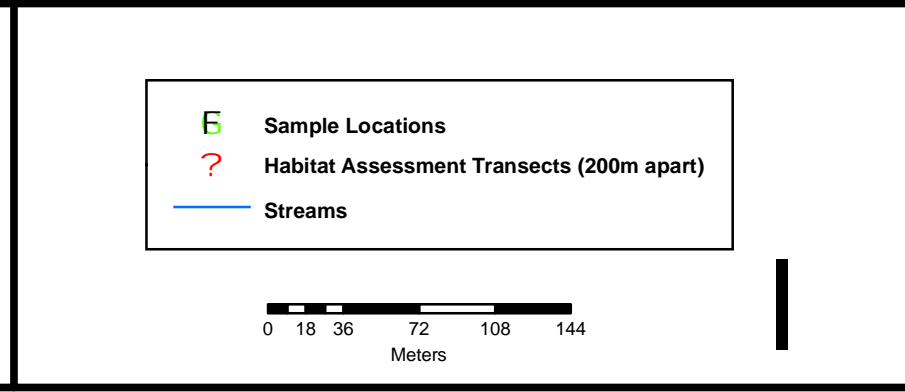 Sample Locations
? Habitat Assessment Transects (200m apart)
Streams
0 18 36 72 108 144
Meters